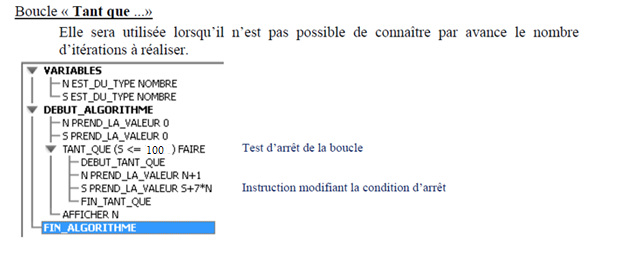 Boucle « Tant que ...»
Elle sera utilisée lorsqu'il n'est pas possible de connaître par avance le nombre
d'itérations à réaliser.
VARIABLES
N EST_DU_TYPE NOMBRE
S EST_DU_TYPE NOMBRE
DEBUT_ALGORITHME
N PREND_LA_VALEUR 0
S PREND_LA_VALEUR 0
TANT_QUE (S <= 100 ) FAIRE Test d'arrêt de la boucle
DEBUT_TANT_QUE
N PREND_LA_VALEUR N+1
S PREND_LA_VALEUR S+7*N Instruction modifiant la condition d'arrêt
FIN_TANT_QUE
AFFICHER N
FIN_ALGORITHME